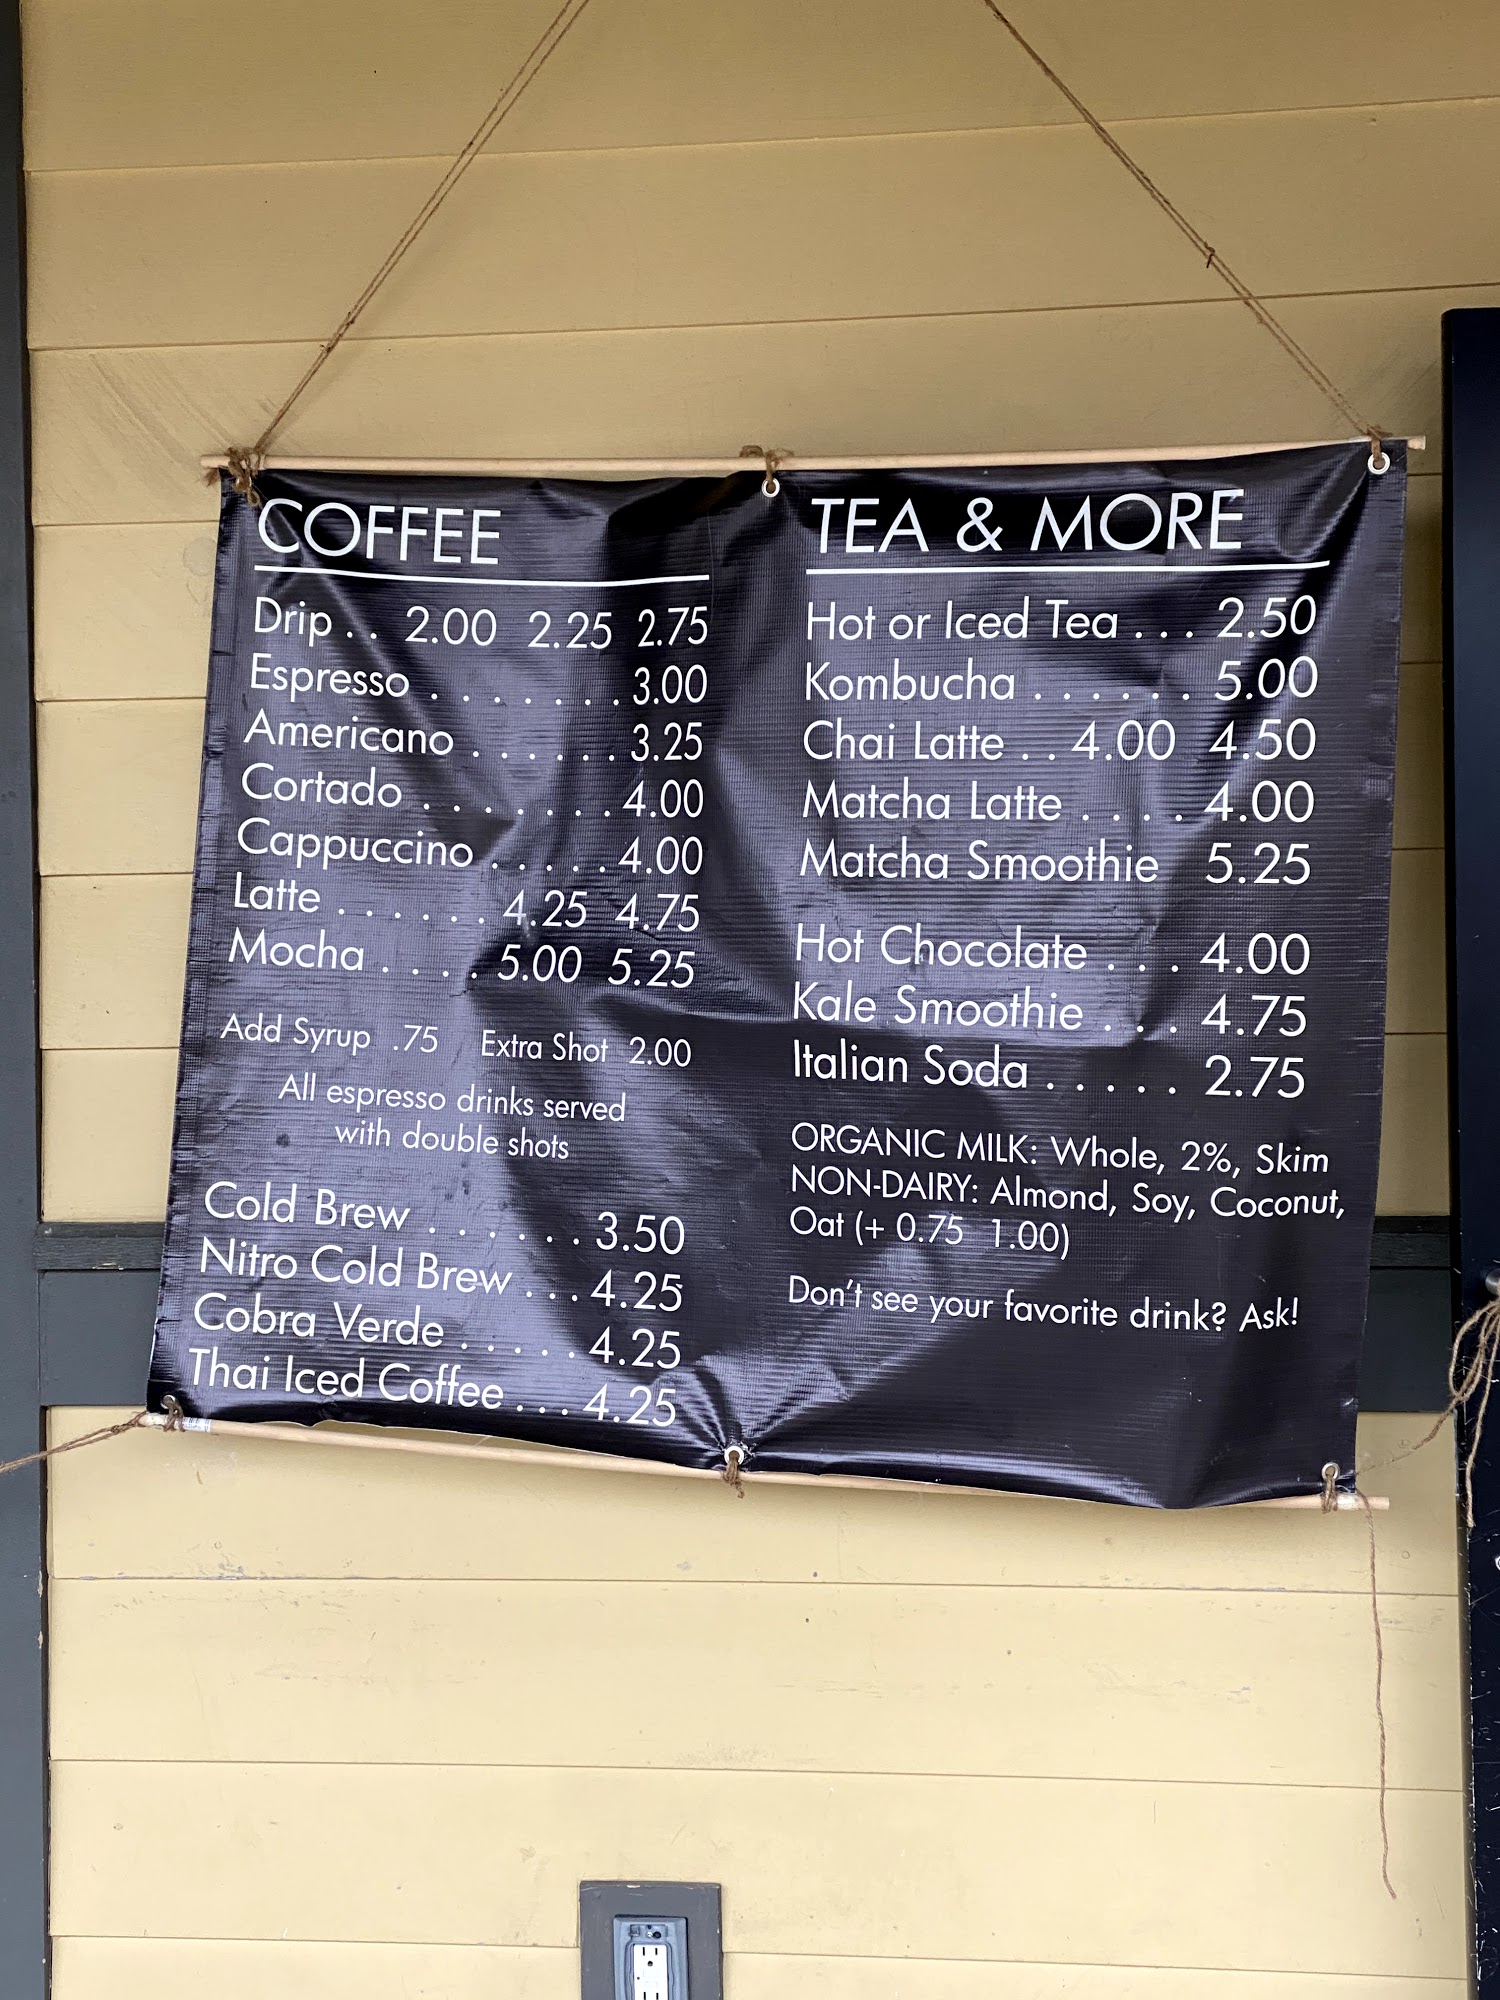 COFFEE
Drip . . 2.00 2.25 2.75
Espresso . . . . . . . 3.00
Americano . . . . . . 3.25
Cortado . . . . . . . 4.00
Cappuccino . . . . . 4.00
Latte . . . . . . 4.25 4.75
Mocha . . . . 5.00 5.25
Add Syrup .75 Extra Shot 2.00
All espresso drinks served
with double shots
Cold Brew . . . . . . 3.50
Nitro Cold Brew . . . 4.25
Cobra Verde . . . . . 4.25
Thai Iced Coffee . . . 4.25
TEA & MORE
Hot or Iced Tea . . . 2.50
Kombucha . . . . . . 5.00
Chai Latte . . 4.00 4.50
Matcha Latte . . . . 4.00
Matcha Smoothie 5.25
Hot Chocolate . . . 4.00
Kale Smoothie . . . 4.75
Italian Soda . . . . . 2.75
ORGANIC MILK: Whole, 2%, Skim
NON-DAIRY: Almond, Soy, Coconut,
Oat (+ 0.75 1.00)
Don't see your favorite drink? Ask!